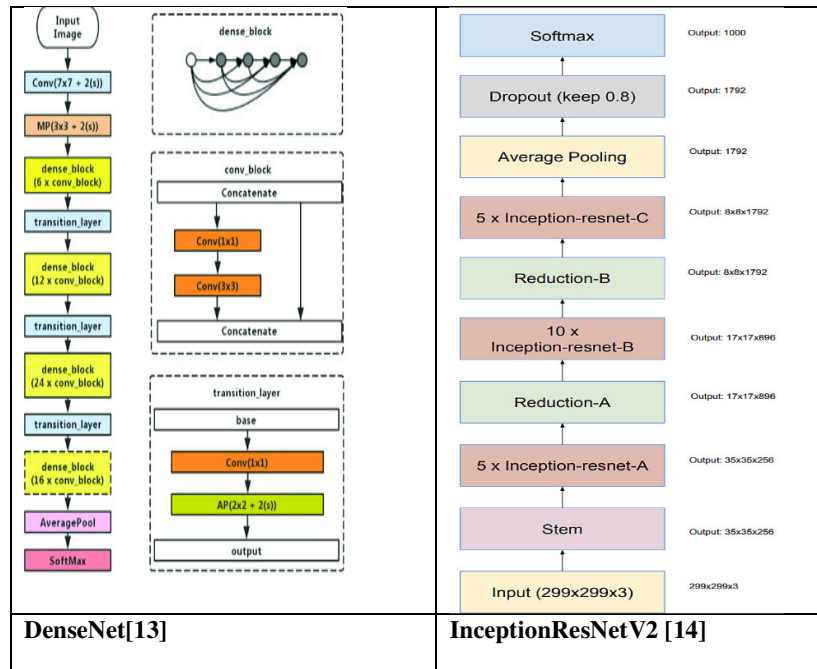 Input
Image
Conv(7x7 + 2(s))
MP(3x3 + 2(s))
dense_block
(6 x conv_block)
transition_layer
dense_block
(12 x conv_block)
transition_layer
dense_block
(24 x conv_block)
transition_layer
dense_block
(16 x conv_block)
AveragePool
SoftMax
dense_block
conv_block
Concatenate
Conv(1x1)
Conv(3x3)
Concatenate
transition_layer
base
Conv(1x1)
AP(2x2 + 2(s))
output
DenseNet[13]
Softmax
Output: 1000
Dropout (keep 0.8)
Output: 1792
Average Pooling
Output: 1792
5 x Inception-resnet-C
Output: 8x8x1792
Reduction-B
Output: 8x8x1792
10 x
Inception-resnet-B
Output: 17x17x896
Reduction-A
Output: 17x17x896
5 x Inception-resnet-A
Output: 35x35x256
Stem
Output: 35x35x256
Input (299x299x3)
299x299x3
InceptionResNetV2 [14]